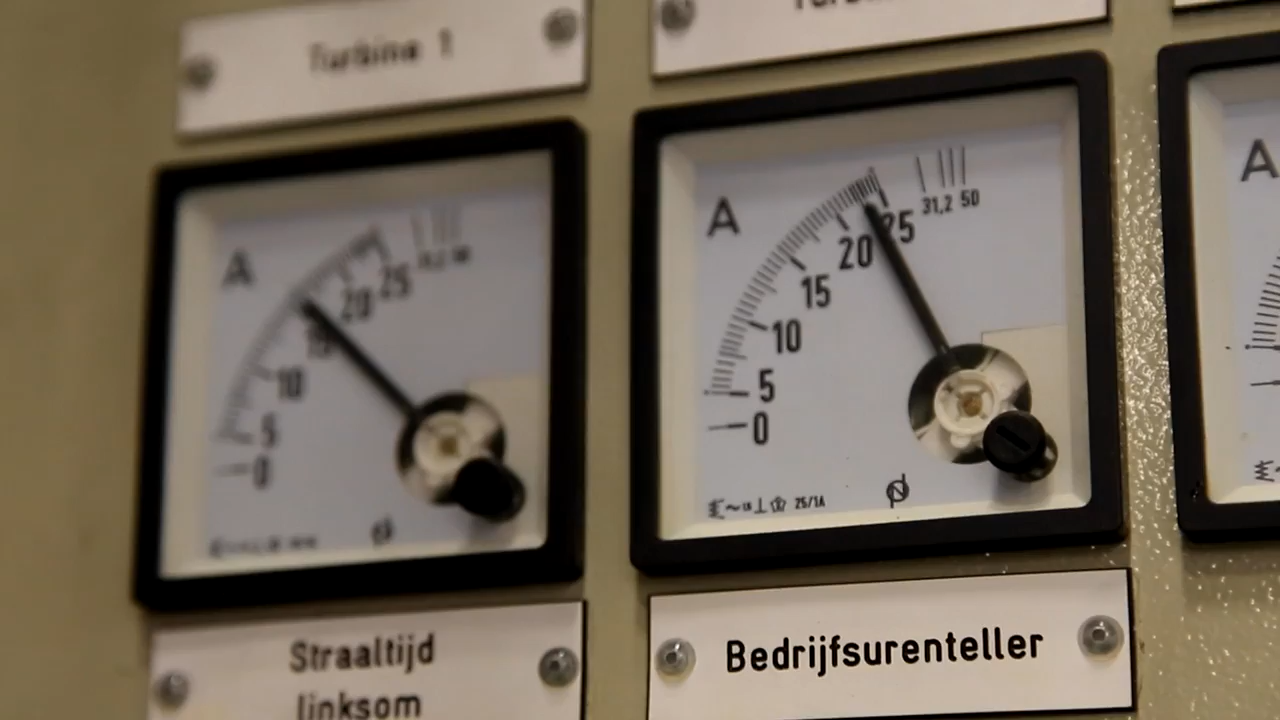 Turbine 1
A
25
20
15
10
5
0
A
31,2 50
25
20
15
10
5
0
25/1A
A
Straaltijd
linksom
Bedrijfsurenteller